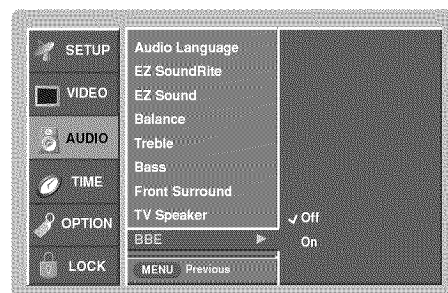 SETUP
VIDEO
AUDIO
TIME
OPTION
LOCK
Audio Language
EZ SoundRite
EZ Sound
Balance
Treble
Bass
Front Surround
TV Speaker
BBE
MENU Previous
Off
On